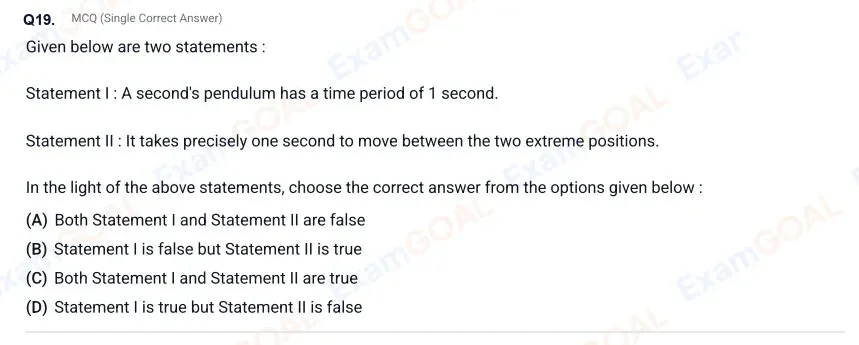 Q19. MCQ (Single Correct Answer)
Given below are two statements :
Statement I : A second's pendulum has a time period of 1 second.
Statement II : It takes precisely one second to move between the two extreme positions.
In the light of the above statements, choose the correct answer from the options given below :
(A) Both Statement I and Statement II are false
(B) Statement I is false but Statement II is true
(C) Both Statement I and Statement II are true
(D) Statement I is true but Statement II is false
ExamGOAL